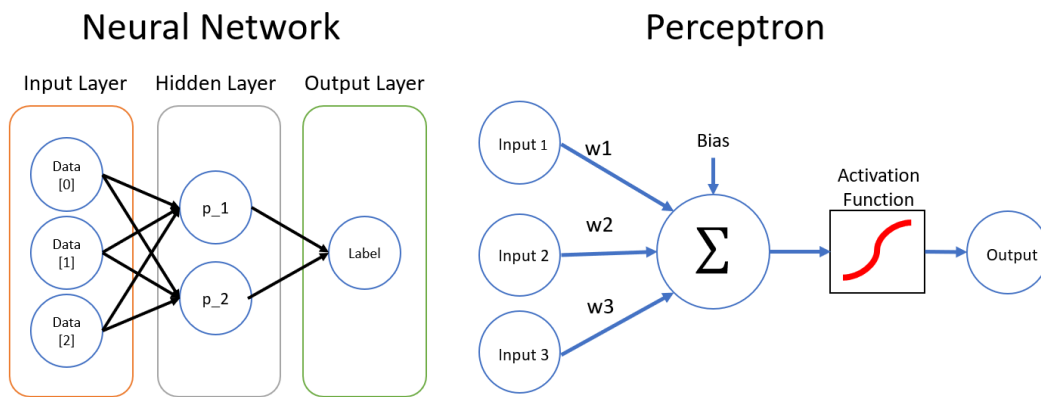 Neural Network
Input Layer
Hidden Layer
Output Layer
Data
[0]
Data
[1]
Data
[2]
p_1
p_2
Label
Perceptron
Input 1
Input 2
Input 3
w1
w2
w3
Bias
Σ
Activation
Function
Output